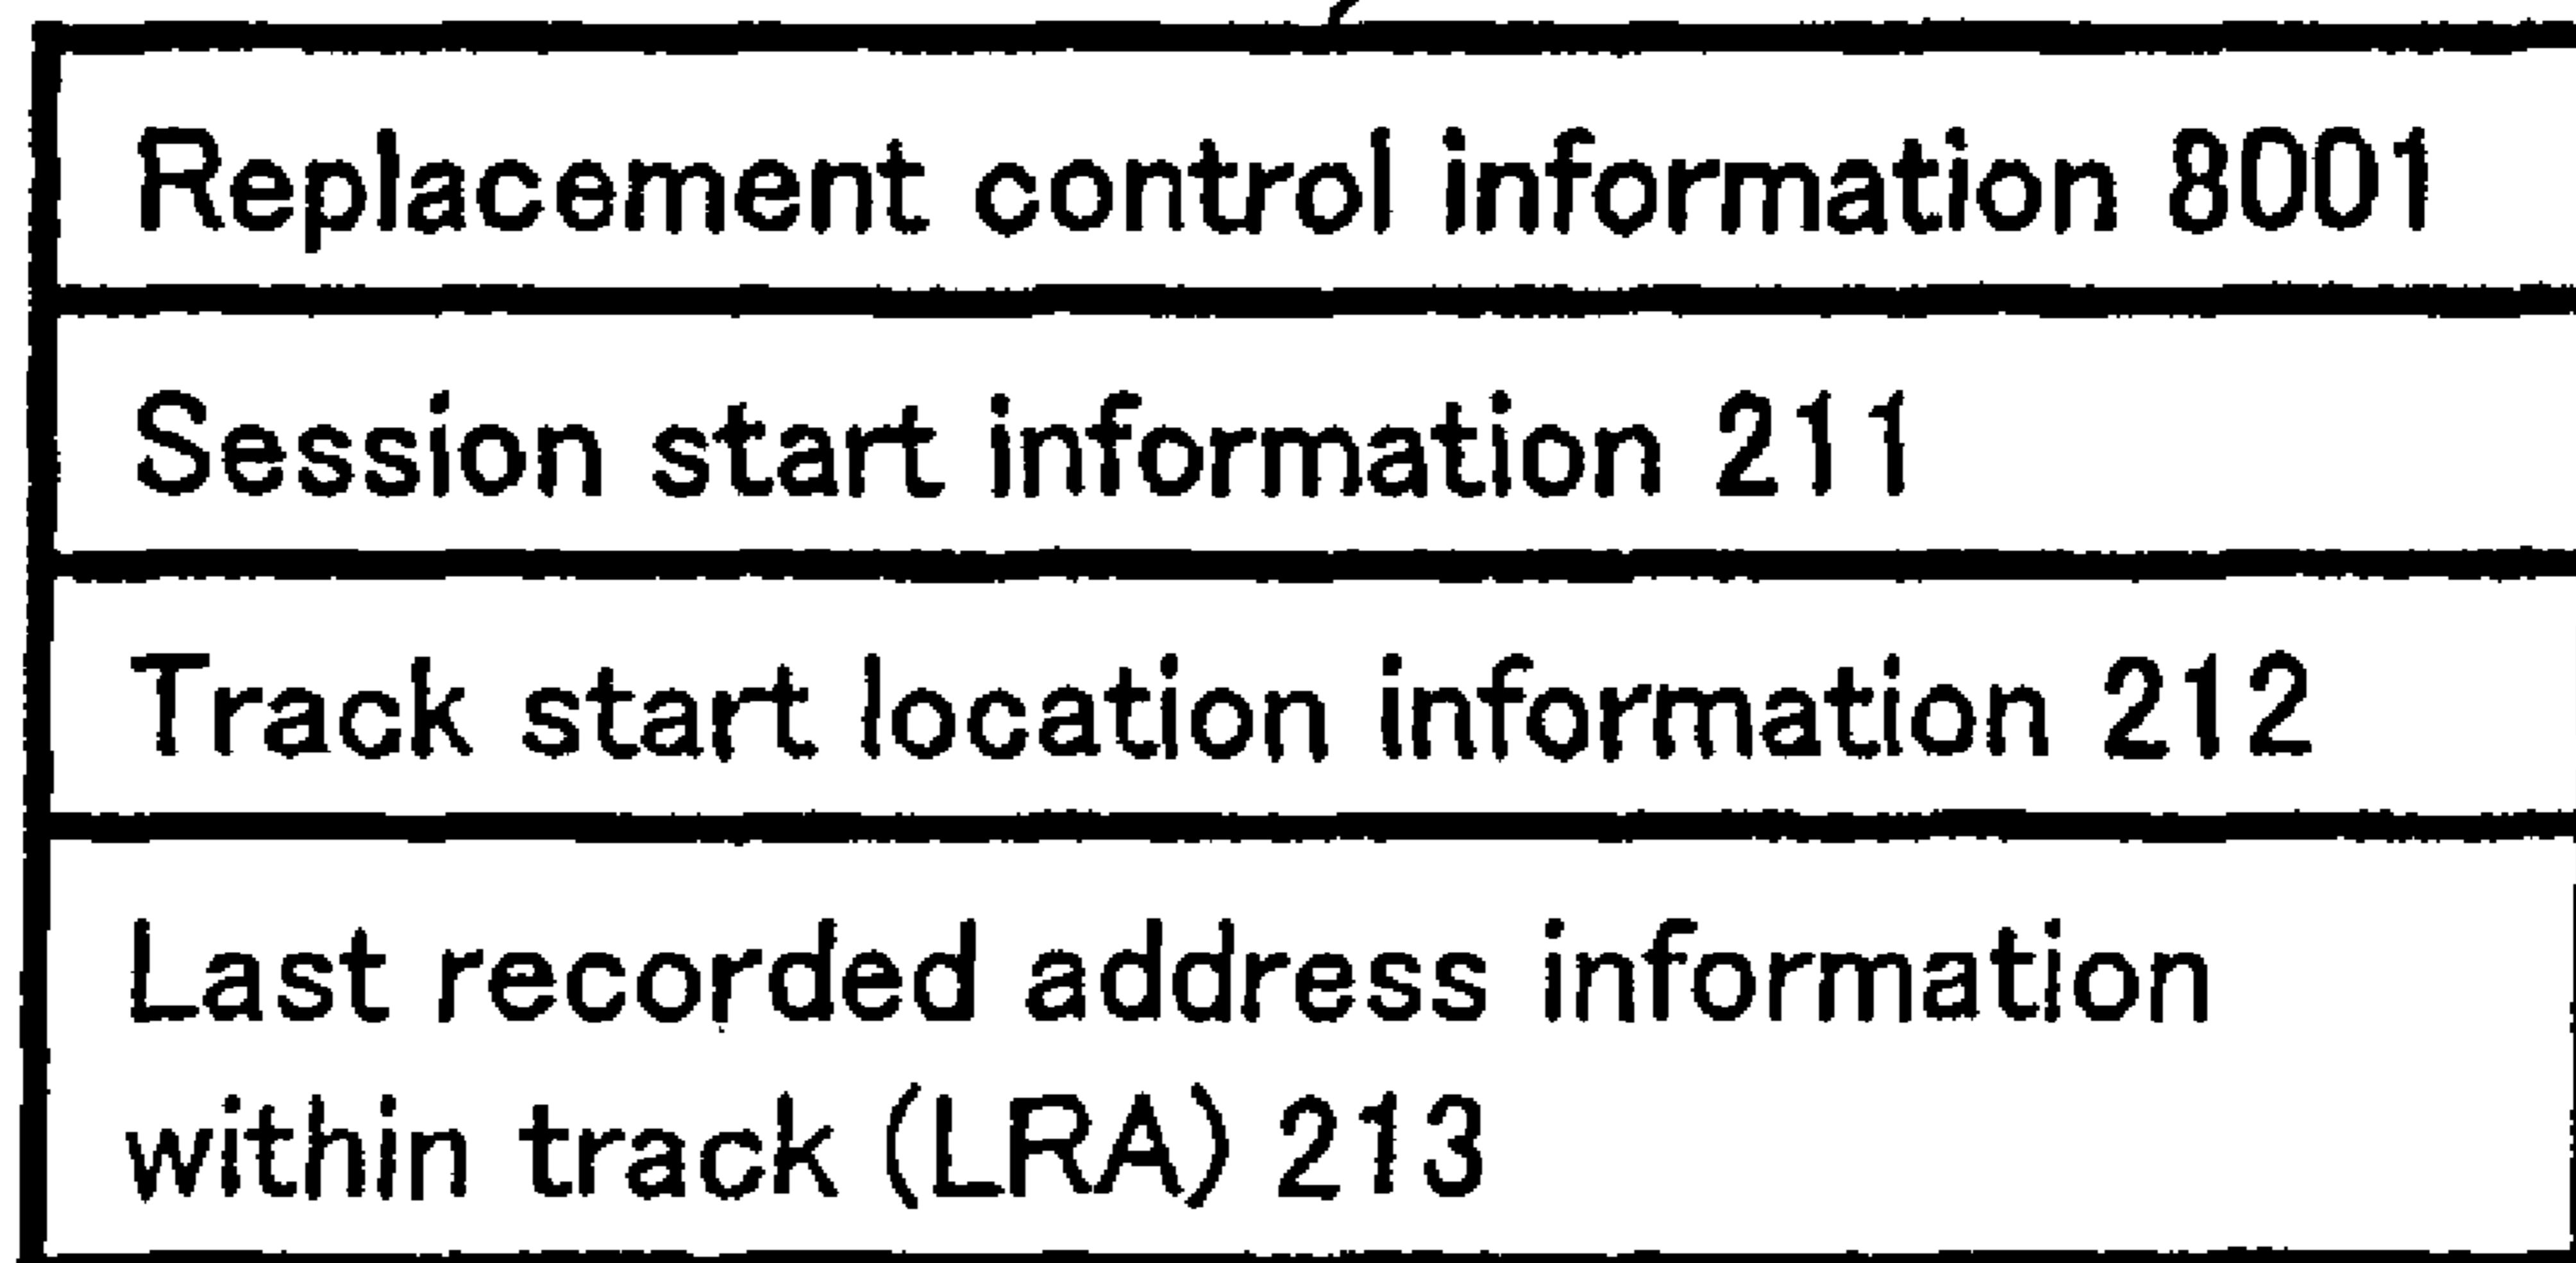 Replacement control information 8001
Session start information 211
Track start location information 212
Last recorded address information
within track (LRA) 213